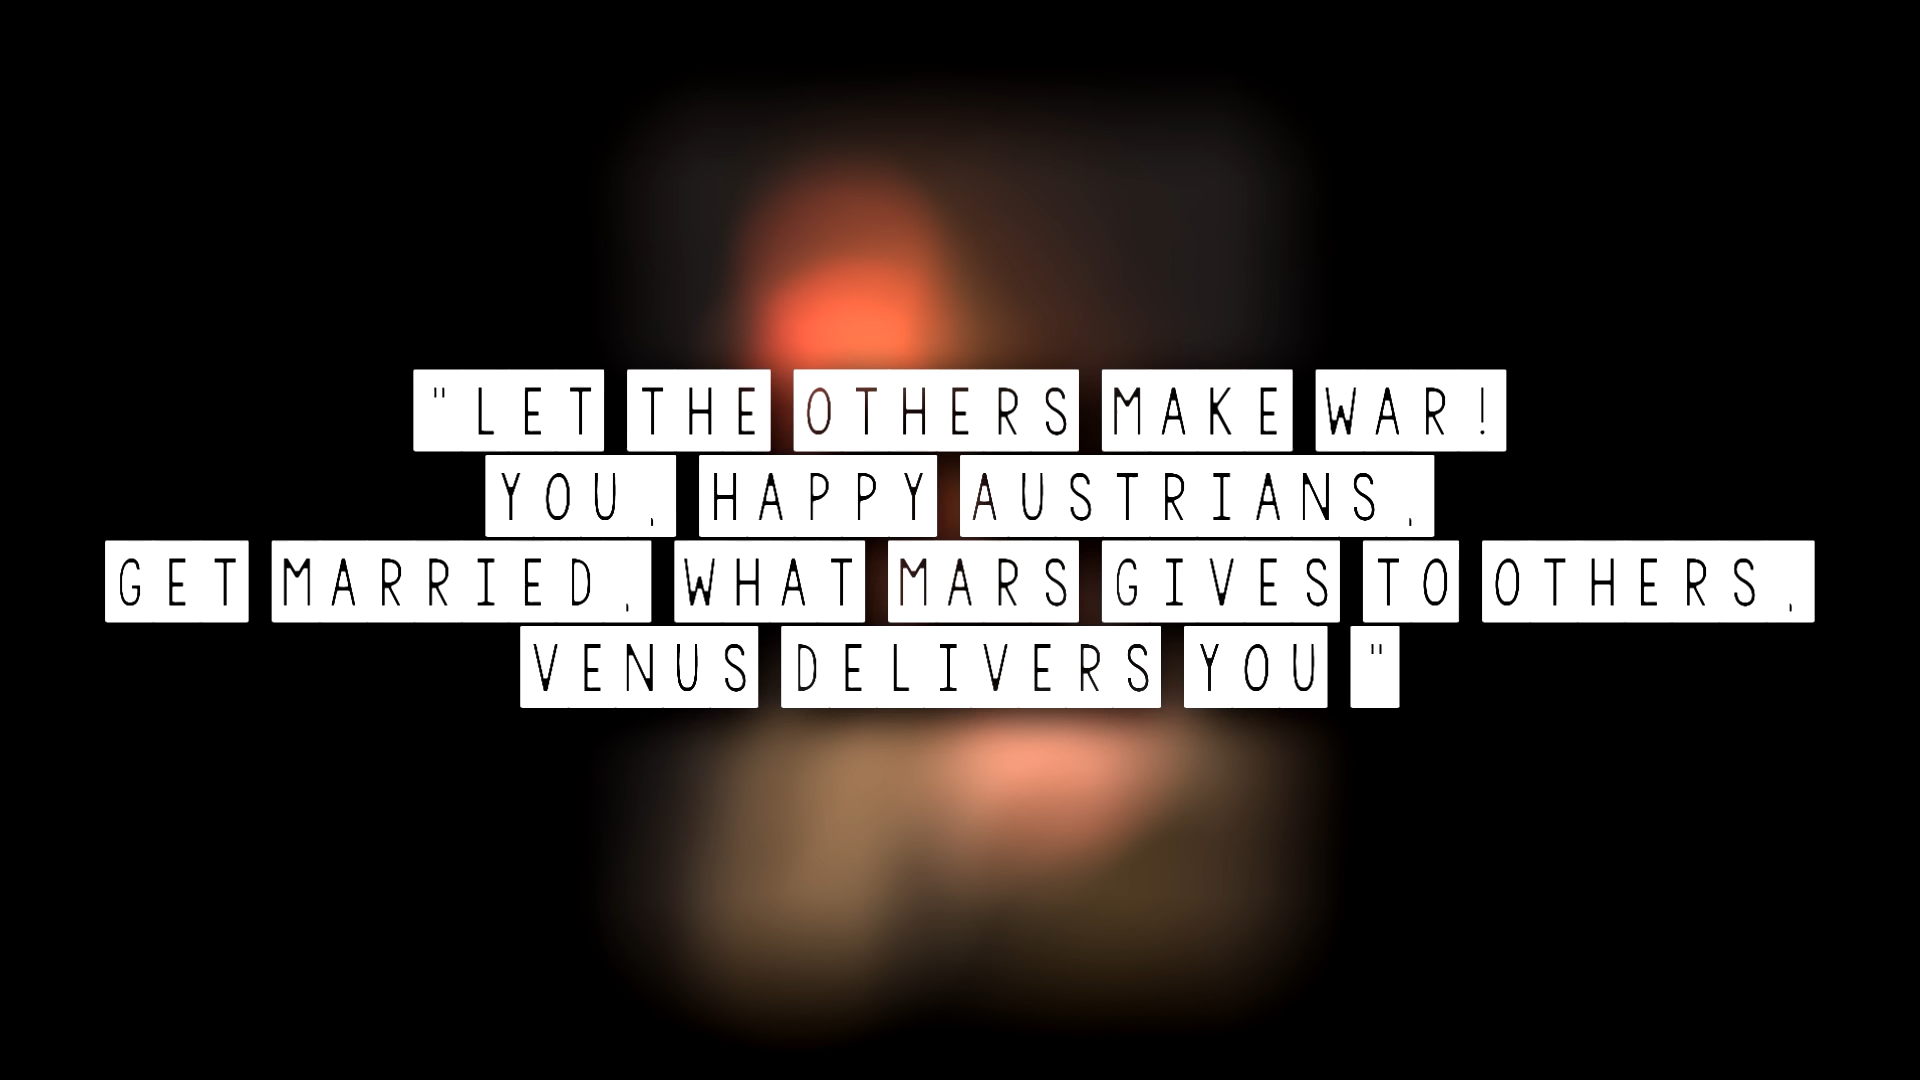 "LET THE OTHERS MAKE WAR!
YOU, HAPPY AUSTRIANS,
GET MARRIED, WHAT MARS GIVES TO OTHERS,
VENUS DELIVERS YOU "